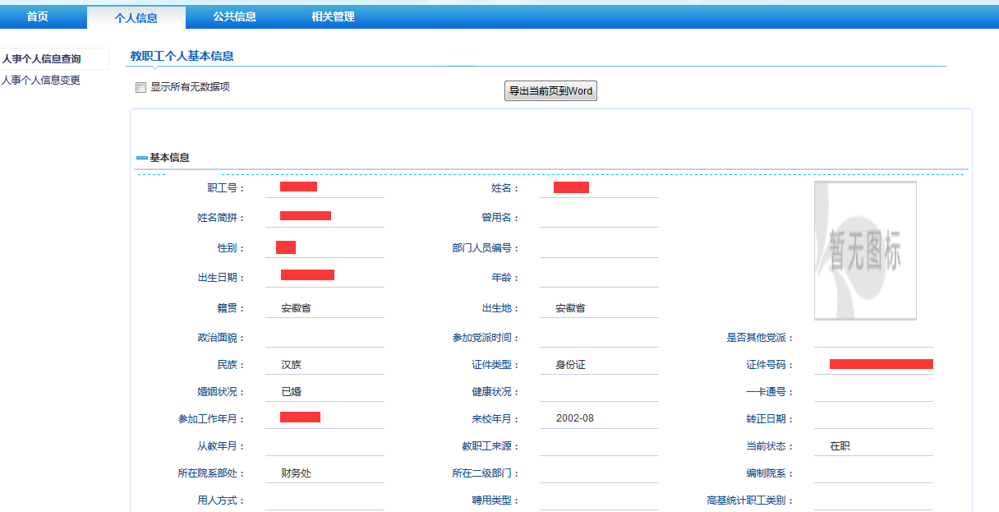 首页 个人信息 公共信息 相关管理
人事个人信息查询
人事个人信息变更
教职工个人基本信息
显示所有无数据项 导出当前页到Word
基本信息
职工号： 姓名：
姓名简拼： 曾用名：
性别： 部门人员编号：
出生日期： 年龄：
暂无图标
籍贯： 安徽省 出生地： 安徽省
政治面貌： 参加党派时间： 是否其他党派：
民族： 汉族 证件类型： 身份证 证件号码：
婚姻状况： 已婚 健康状况： 一卡通号：
参加工作年月： 来校年月： 2002-08 转正日期：
从教年月： 教职工来源： 当前状态： 在职
所在院系部处： 财务处 所在二级部门： 编制院系：
用人方式： 聘用类型： 高基统计职工类别：